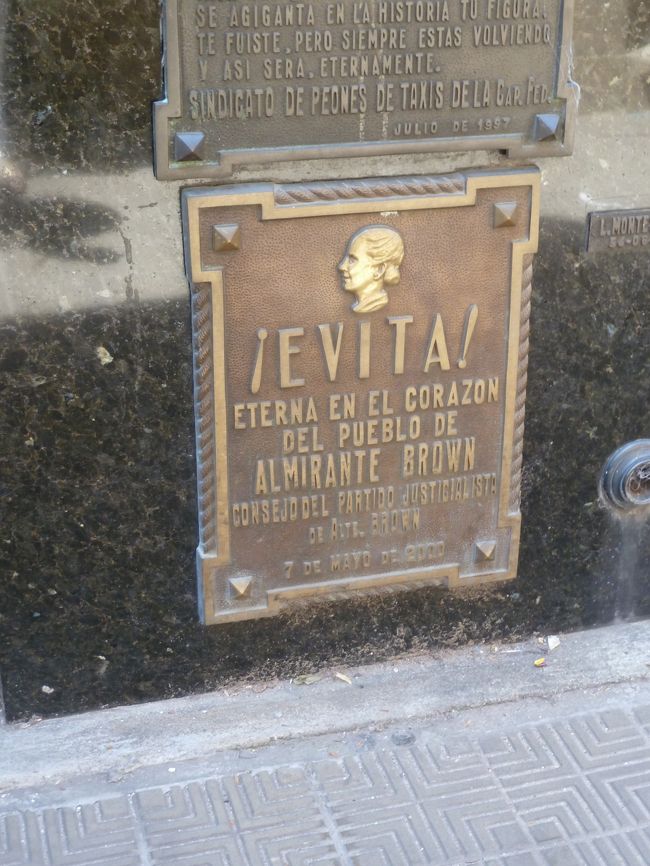 SE AGIGANTA EN LA HISTORIA TU FIGURA,
TE FUISTE, PERO SIEMPRE ESTAS VOLVIENDO
Y ASI SERA, ETERNAMENTE.
SINDICATO DE PEONES DE TAXIS DE LA CAP. FED.
JULIO DE 1997
¡EVITA!
ETERNA EN EL CORAZON
DEL PUEBLO DE
ALMIRANTE BROWN
CONSEJO DEL PARTIDO JUSTICIALISTA
DE ALTE. BROWN
7 DE MAYO DE 2000
L. MONTE